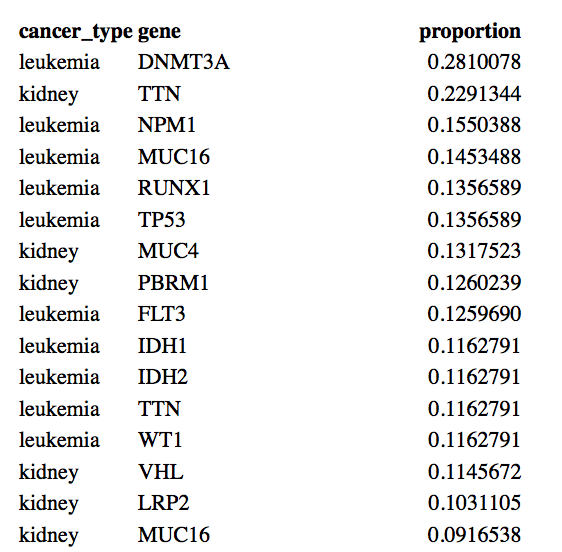 cancer_type gene proportion
leukemia DNMT3A 0.2810078
kidney TTN 0.2291344
leukemia NPM1 0.1550388
leukemia MUC16 0.1453488
leukemia RUNX1 0.1356589
leukemia TP53 0.1356589
kidney MUC4 0.1317523
kidney PBRM1 0.1260239
leukemia FLT3 0.1259690
leukemia IDH1 0.1162791
leukemia IDH2 0.1162791
leukemia TTN 0.1162791
leukemia WT1 0.1162791
kidney VHL 0.1145672
kidney LRP2 0.1031105
kidney MUC16 0.0916538